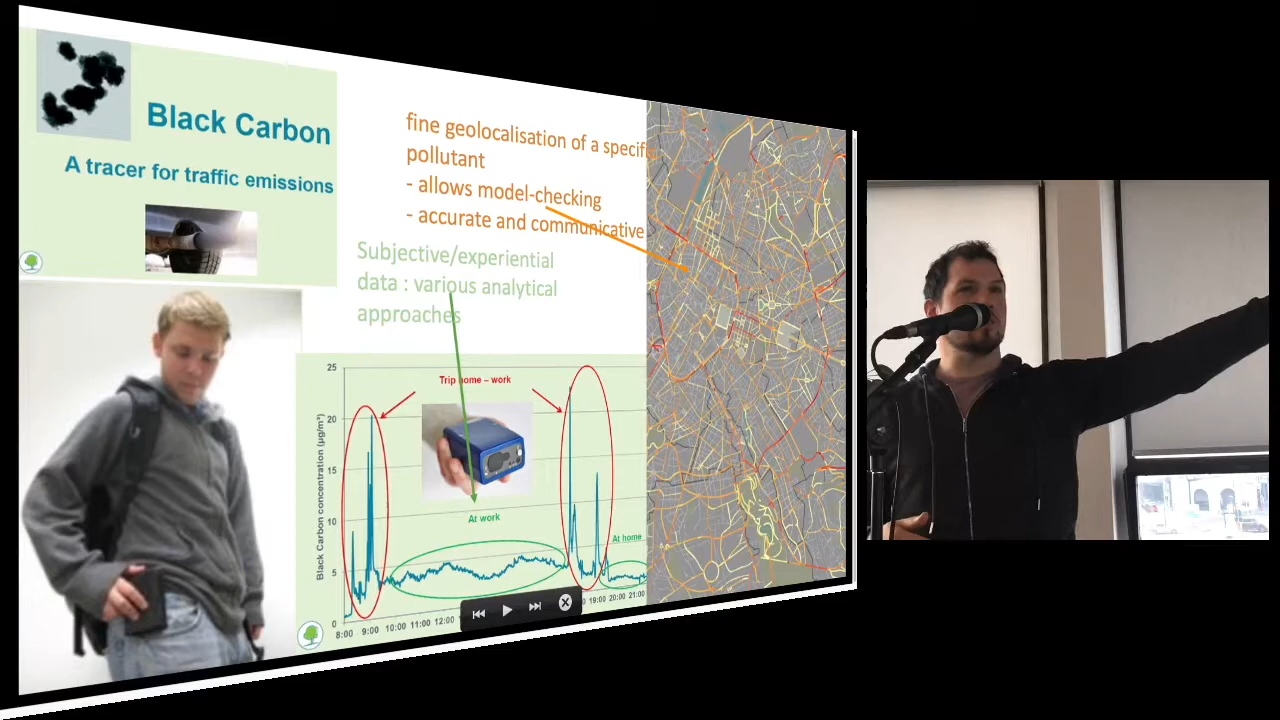 Black Carbon
A tracer for traffic emissions
fine geolocalisation of a specific
pollutant
- allows model-checking
- accurate and communicative
Subjective/experiential
data : various analytical
approaches
Trip home – work
At work
At home
Black Carbon concentration (µg/m³)
25
20
15
10
5
0
8:00 9:00 10:00 11:00 12:00 19:00 20:00 21:00